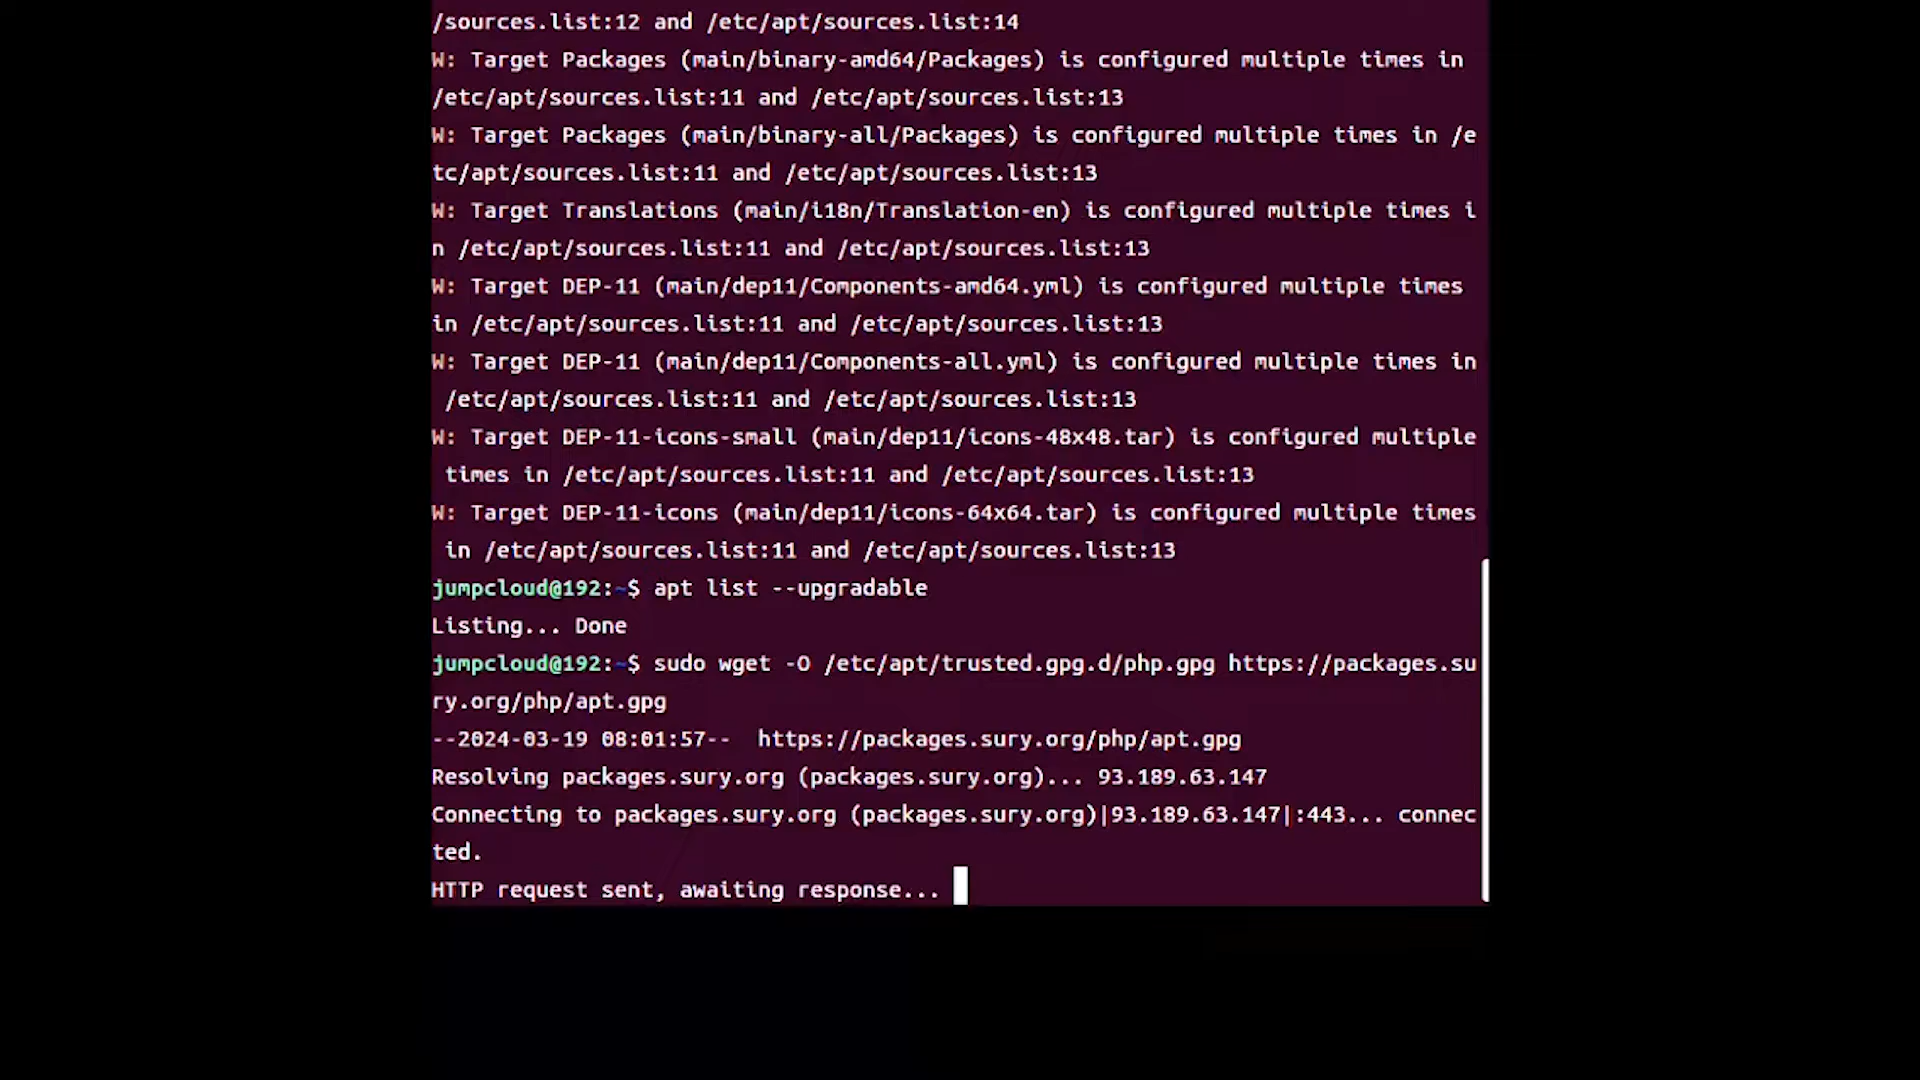 /sources.list:12 and /etc/apt/sources.list:14
W: Target Packages (main/binary-amd64/Packages) is configured multiple times in
/etc/apt/sources.list:11 and /etc/apt/sources.list:13
W: Target Packages (main/binary-all/Packages) is configured multiple times in /e
tc/apt/sources.list:11 and /etc/apt/sources.list:13
W: Target Translations (main/i18n/Translation-en) is configured multiple times i
n /etc/apt/sources.list:11 and /etc/apt/sources.list:13
W: Target DEP-11 (main/dep11/Components-amd64.yml) is configured multiple times
in /etc/apt/sources.list:11 and /etc/apt/sources.list:13
W: Target DEP-11 (main/dep11/Components-all.yml) is configured multiple times in
 /etc/apt/sources.list:11 and /etc/apt/sources.list:13
W: Target DEP-11-icons-small (main/dep11/icons-48x48.tar) is configured multiple
 times in /etc/apt/sources.list:11 and /etc/apt/sources.list:13
W: Target DEP-11-icons (main/dep11/icons-64x64.tar) is configured multiple times
 in /etc/apt/sources.list:11 and /etc/apt/sources.list:13
jumpcloud@192:~$ apt list --upgradable
Listing... Done
jumpcloud@192:~$ sudo wget -O /etc/apt/trusted.gpg.d/php.gpg https://packages.su
ry.org/php/apt.gpg
--2024-03-19 08:01:57--  https://packages.sury.org/php/apt.gpg
Resolving packages.sury.org (packages.sury.org)... 93.189.63.147
Connecting to packages.sury.org (packages.sury.org)|93.189.63.147|:443... connec
ted.
HTTP request sent, awaiting response...